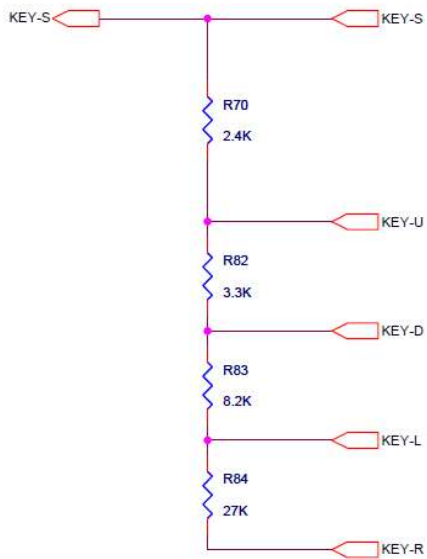 KEY-S KEY-S
R70
2.4K
KEY-U
R82
3.3K
KEY-D
R83
8.2K
KEY-L
R84
27K
KEY-R